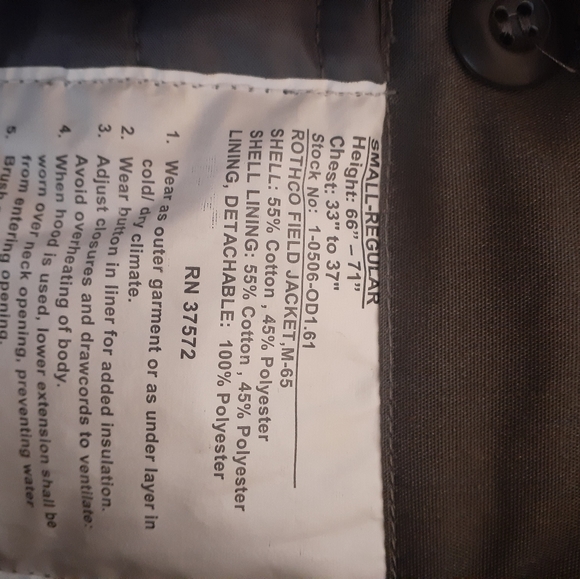 SMALL-REGULAR
Height: 66" – 71"
Chest: 33" to 37"
Stock No: 1-0506-OD1.61
ROTHCO FIELD JACKET,M-65
SHELL: 55% Cotton , 45% Polyester
SHELL LINING: 55% Cotton , 45% Polyester
LINING, DETACHABLE: 100% Polyester
RN 37572
1. Wear as outer garment or as under layer in
cold/ dry climate.
2. Wear button in liner for added insulation.
3. Adjust closures and drawcords to ventilate:
Avoid overheating of body.
4. When hood is used, lower extension shall be
worn over neck opening, preventing water
from entering opening.
5. Brush